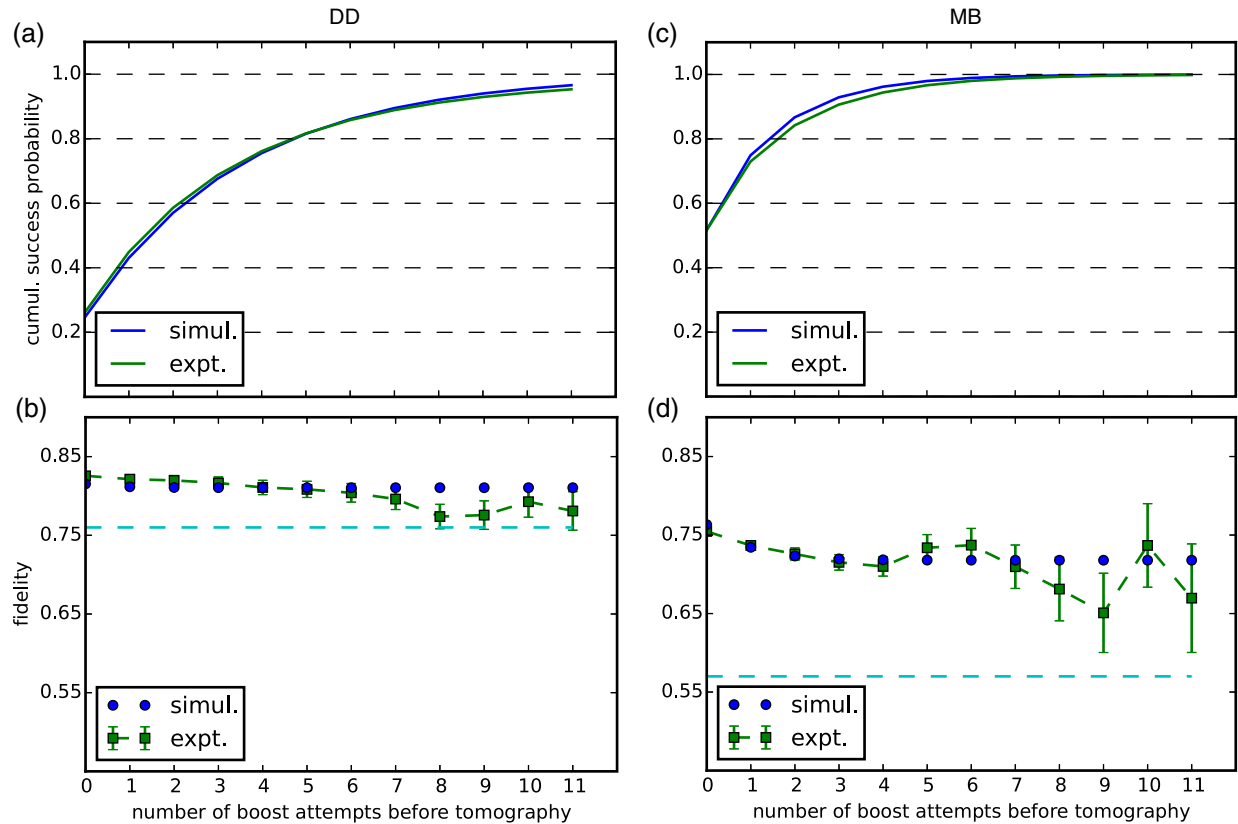 DD
MB
(a)
(c)
cumul. success probability
1.0
0.8
0.6
0.4
0.2
simul.
expt.
1.0
0.8
0.6
0.4
0.2
simul.
expt.
(b)
(d)
fidelity
0.85
0.75
0.65
0.55
simul.
expt.
0 1 2 3 4 5 6 7 8 9 10 11
number of boost attempts before tomography
0.85
0.75
0.65
0.55
simul.
expt.
0 1 2 3 4 5 6 7 8 9 10 11
number of boost attempts before tomography